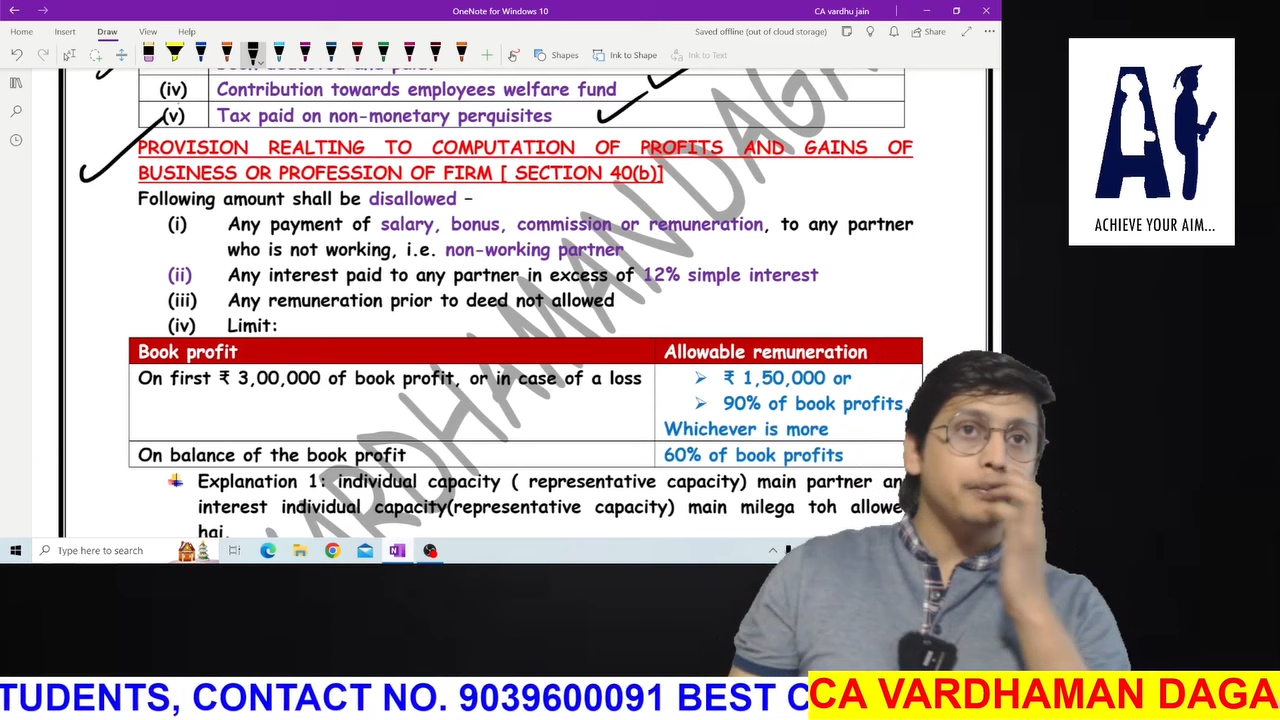 OneNote for Windows 10
CA vardhu jain
Home Insert Draw View Help
Saved offline (out of cloud storage)
Share
Shapes
Ink to Shape
Ink to Text
(iv) Contribution towards employees welfare fund
(v) Tax paid on non-monetary perquisites
PROVISION REALTING TO COMPUTATION OF PROFITS AND GAINS OF
BUSINESS OR PROFESSION OF FIRM [ SECTION 40(b)]
Following amount shall be disallowed –
(i) Any payment of salary, bonus, commission or remuneration, to any partner
who is not working, i.e. non-working partner
(ii) Any interest paid to any partner in excess of 12% simple interest
(iii) Any remuneration prior to deed not allowed
(iv) Limit:
Book profit Allowable remuneration
On first ₹ 3,00,000 of book profit, or in case of a loss
₹ 1,50,000 or
90% of book profits,
Whichever is more
On balance of the book profit 60% of book profits
Explanation 1: individual capacity ( representative capacity) main partner an
interest individual capacity(representative capacity) main milega toh allowe
hai.
VARDHAMAN DAGA
Type here to search
ACHIEVE YOUR AIM...
TUDENTS, CONTACT NO. 9039600091 BEST C
CA VARDHAMAN DAGA